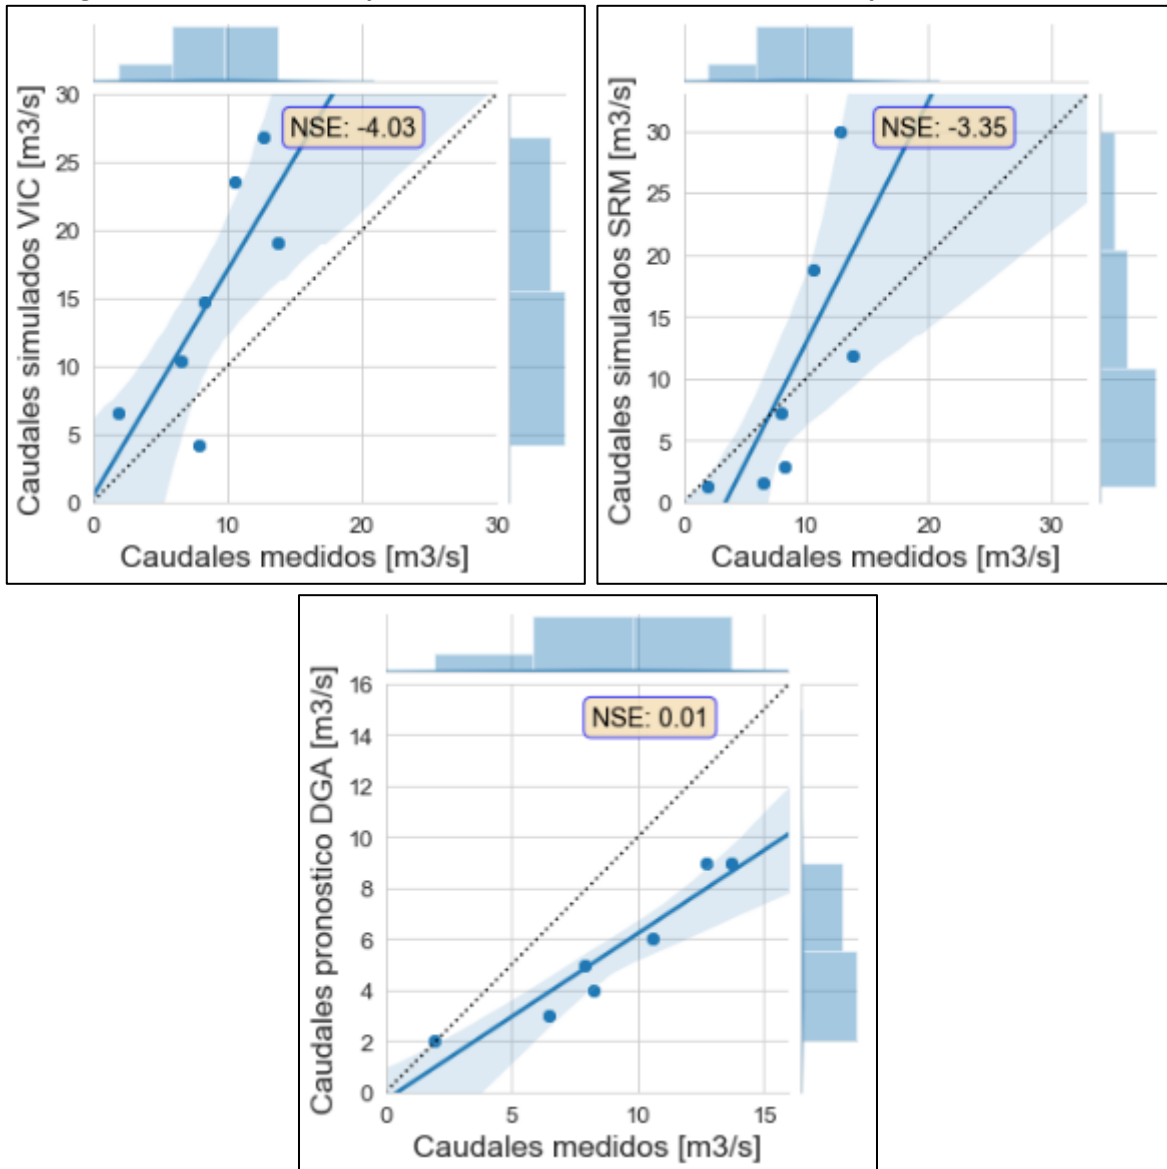 Caudales simulados VIC [m3/s]
30
25
20
15
10
5
0
NSE: -4.03
0 10 20 30
Caudales medidos [m3/s]
Caudales simulados SRM [m3/s]
30
25
20
15
10
5
0
NSE: -3.35
0 10 20 30
Caudales medidos [m3/s]
Caudales pronostico DGA [m3/s]
16
14
12
10
8
6
4
2
0
NSE: 0.01
0 5 10 15
Caudales medidos [m3/s]